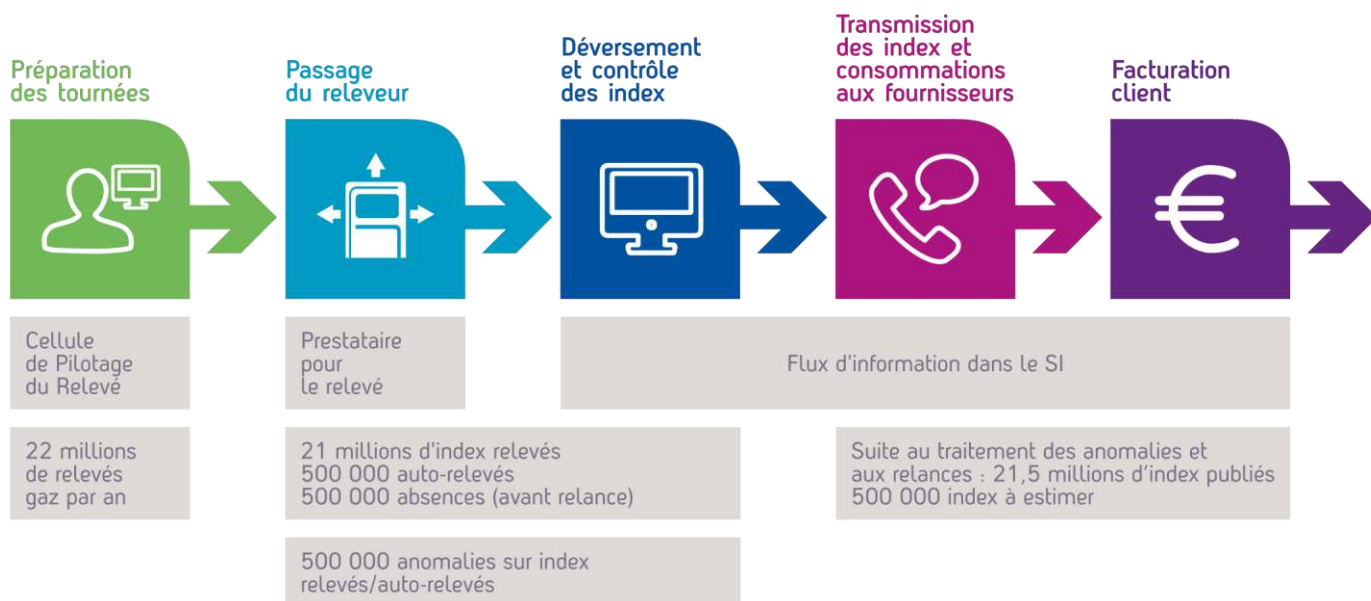 Préparation
des tournées
Passage
du releveur
Déversement
et contrôle
des index
Transmission
des index et
consommations
aux fournisseurs
Facturation
client
€
Cellule
de Pilotage
du Relevé
Prestataire
pour
le relevé
Flux d'information dans le SI
22 millions
de relevés
gaz par an
21 millions d'index relevés
500 000 auto-relevés
500 000 absences (avant relance)
Suite au traitement des anomalies et
aux relances : 21,5 millions d’index publiés
500 000 index à estimer
500 000 anomalies sur index
relevés/auto-relevés